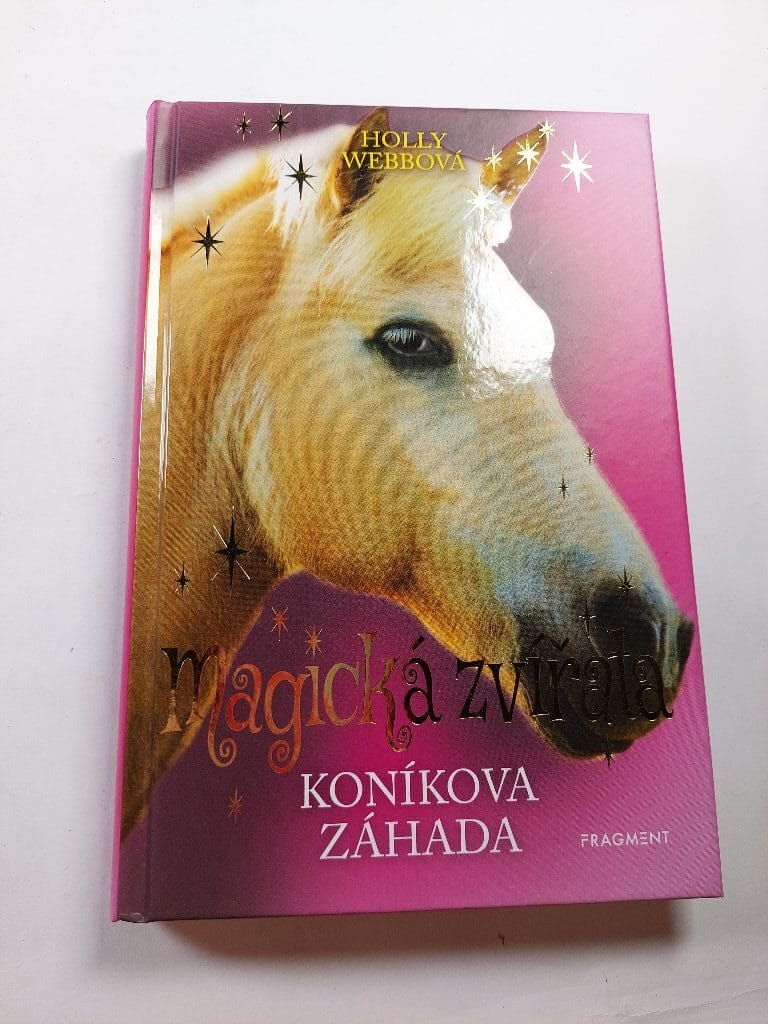 HOLLY
WEBBOVÁ
magická zvířata
KONÍKOVA
ZÁHADA
FRAGMENT